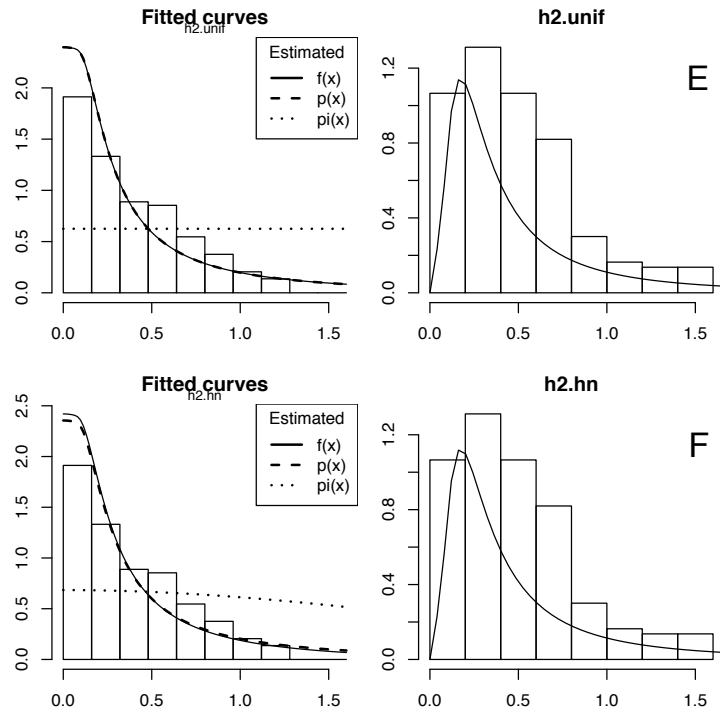 Fitted curves
h2.unif
Estimated
f(x)
p(x)
pi(x)
0.0 0.5 1.0 1.5 2.0
0.0 0.5 1.0 1.5
h2.unif
E
0.0 0.4 0.8 1.2
0.0 0.5 1.0 1.5
Fitted curves
h2.hn
Estimated
f(x)
p(x)
pi(x)
0.0 0.5 1.0 1.5 2.0 2.5
0.0 0.5 1.0 1.5
h2.hn
F
0.0 0.4 0.8 1.2
0.0 0.5 1.0 1.5